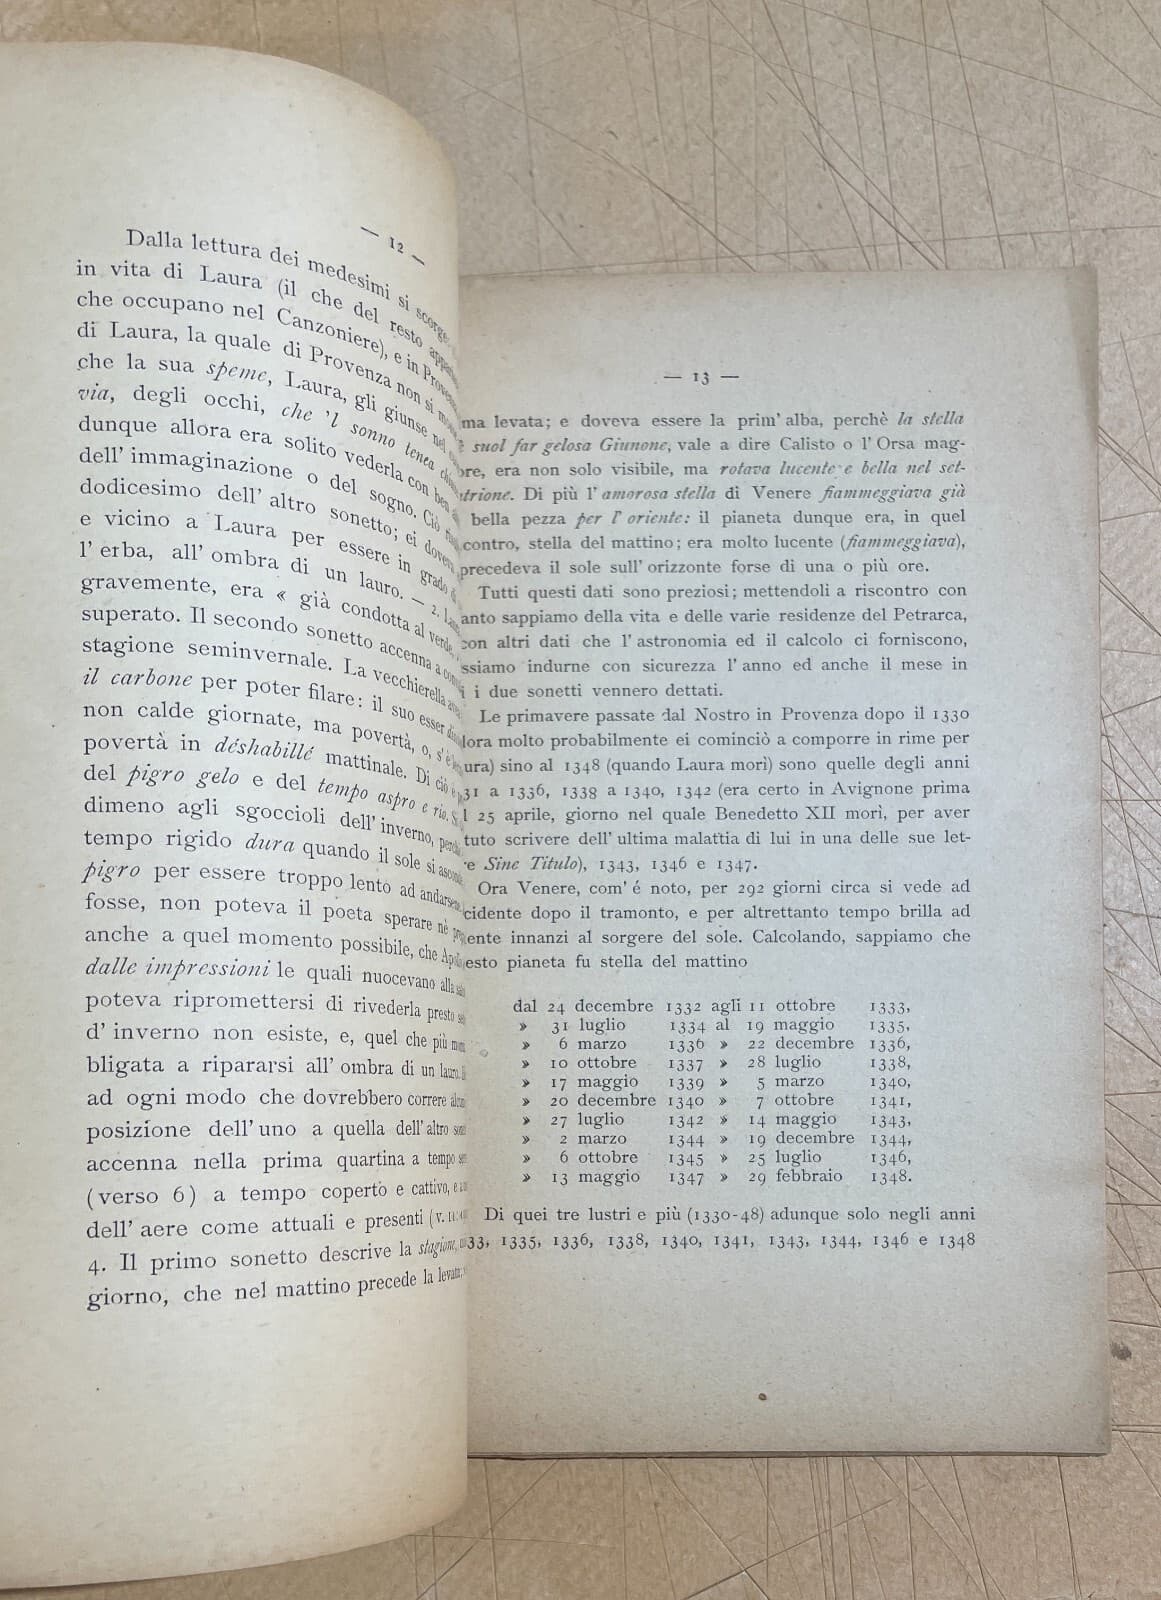 — 12 —
Dalla lettura dei medesimi si scorge
in vita di Laura (il che del resto
che occupano nel Canzoniere), e in
di Laura, la quale di Provenza non si
che la sua speme, Laura, gli giunse nel
via, degli occhi, che 'l sonno tenea
dunque allora era solito vederla con ben
dell' immaginazione o del sogno. Ciò
dodicesimo dell' altro sonetto; ei doveva
e vicino a Laura per essere in grado
l' erba, all' ombra di un lauro. — 2.
gravemente, era « già condotta al verde
superato. Il secondo sonetto accenna a
stagione seminvernale. La vecchierella
il carbone per poter filare: il suo esser
non calde giornate, ma povertà, o, s'è
povertà in déshabillé mattinale. Di ciò è
del pigro gelo e del tempo aspro e rio.
dimeno agli sgoccioli dell' inverno,
tempo rigido dura quando il sole si
pigro per essere troppo lento ad andarsene.
fosse, non poteva il poeta sperare nè
anche a quel momento possibile, che
dalle impressioni le quali nuocevano alla
poteva ripromettersi di rivederla presto
d' inverno non esiste, e, quel che più
bligata a ripararsi all' ombra di un lauro.
ad ogni modo che dovrebbero correre
posizione dell' uno a quella dell' altro
accenna nella prima quartina a tempo
(verso 6) a tempo coperto e cattivo, e
dell' aere come attuali e presenti (v.
4. Il primo sonetto descrive la stagione,
giorno, che nel mattino precede la levata
— 13 —
ma levata; e doveva essere la prim' alba, perchè la stella
suol far gelosa Giunone, vale a dire Calisto o l' Orsa mag-
ore, era non solo visibile, ma rotava lucente e bella nel set-
trione. Di più l' amorosa stella di Venere fiammeggiava già
bella pezza per l' oriente: il pianeta dunque era, in quel
contro, stella del mattino; era molto lucente (fiammeggiava),
precedeva il sole sull' orizzonte forse di una o più ore.
Tutti questi dati sono preziosi; mettendoli a riscontro con
anto sappiamo della vita e delle varie residenze del Petrarca,
con altri dati che l' astronomia ed il calcolo ci forniscono,
ssiamo indurne con sicurezza l' anno ed anche il mese in
i i due sonetti vennero dettati.
Le primavere passate dal Nostro in Provenza dopo il 1330
lora molto probabilmente ei cominciò a comporre in rime per
ura) sino al 1348 (quando Laura morì) sono quelle degli anni
31 a 1336, 1338 a 1340, 1342 (era certo in Avignone prima
l 25 aprile, giorno nel quale Benedetto XII morì, per aver
tuto scrivere dell' ultima malattia di lui in una delle sue let-
e Sine Titulo), 1343, 1346 e 1347.
Ora Venere, com' é noto, per 292 giorni circa si vede ad
cidente dopo il tramonto, e per altrettanto tempo brilla ad
ente innanzi al sorgere del sole. Calcolando, sappiamo che
esto pianeta fu stella del mattino
dal 24 decembre 1332 agli 11 ottobre 1333,
» 31 luglio 1334 al 19 maggio 1335,
» 6 marzo 1336 » 22 decembre 1336,
» 10 ottobre 1337 » 28 luglio 1338,
» 17 maggio 1339 » 5 marzo 1340,
» 20 decembre 1340 » 7 ottobre 1341,
» 27 luglio 1342 » 14 maggio 1343,
» 2 marzo 1344 » 19 decembre 1344,
» 6 ottobre 1345 » 25 luglio 1346,
» 13 maggio 1347 » 29 febbraio 1348.
Di quei tre lustri e più (1330-48) adunque solo negli anni
33, 1335, 1336, 1338, 1340, 1341, 1343, 1344, 1346 e 1348